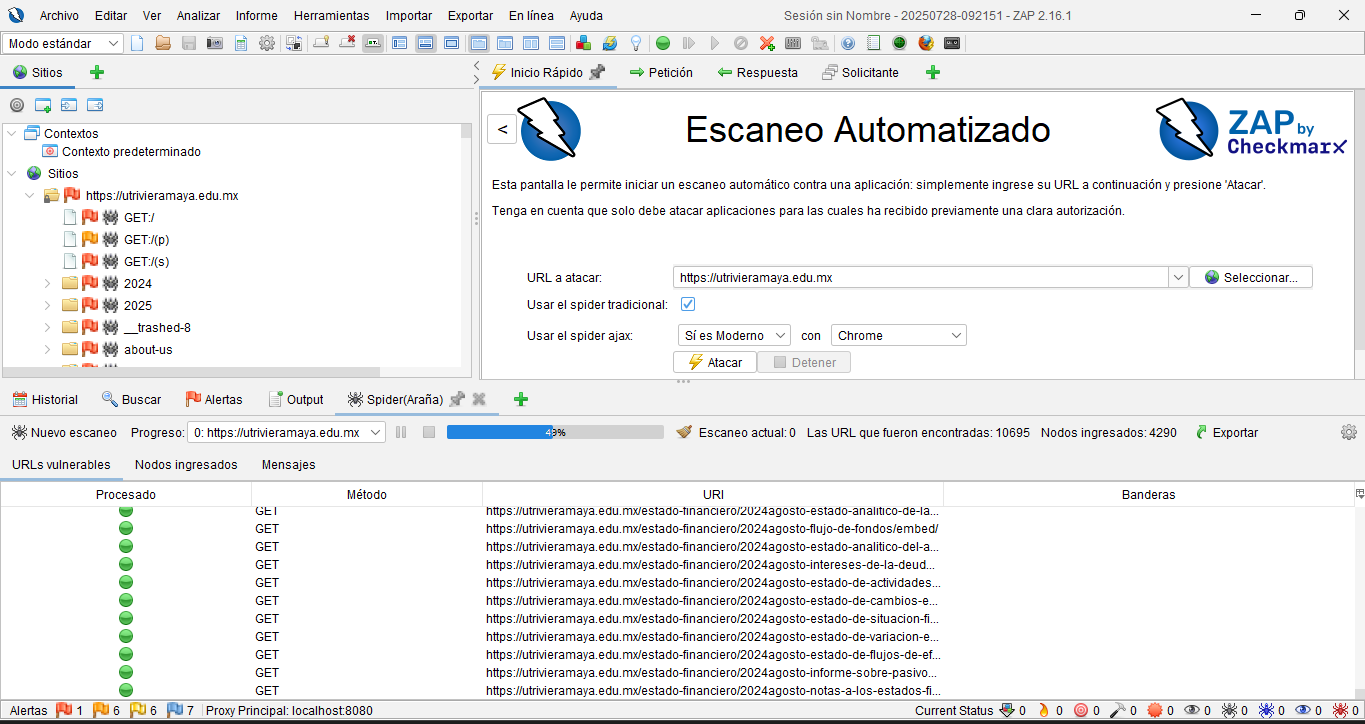 Archivo Editar Ver Analizar Informe Herramientas Importar Exportar En línea Ayuda Sesión sin Nombre - 20250728-092151 - ZAP 2.16.1
Modo estándar
Sitios
Inicio Rápido Petición Respuesta Solicitante
Contextos
Contexto predeterminado
Sitios
https://utrivieramaya.edu.mx
GET:/
GET:/(p)
GET:/(s)
2024
2025
__trashed-8
about-us
<
Escaneo Automatizado
ZAP by
Checkmarx
Esta pantalla le permite iniciar un escaneo automático contra una aplicación: simplemente ingrese su URL a continuación y presione 'Atacar'.
Tenga en cuenta que solo debe atacar aplicaciones para las cuales ha recibido previamente una clara autorización.
URL a atacar: https://utrivieramaya.edu.mx Seleccionar...
Usar el spider tradicional:
Usar el spider ajax: Sí es Moderno con Chrome
Atacar Detener
Historial Buscar Alertas Output Spider(Araña)
Nuevo escaneo Progreso: 0: https://utrivieramaya.edu.mx 49% Escaneo actual: 0 Las URL que fueron encontradas: 10695 Nodos ingresados: 4290 Exportar
URLs vulnerables Nodos ingresados Mensajes
Procesado Método URI Banderas
GET https://utrivieramaya.edu.mx/estado-financiero/2024agosto-estado-analitico-de-la...
GET https://utrivieramaya.edu.mx/estado-financiero/2024agosto-flujo-de-fondos/embed/
GET https://utrivieramaya.edu.mx/estado-financiero/2024agosto-estado-analitico-del-a...
GET https://utrivieramaya.edu.mx/estado-financiero/2024agosto-intereses-de-la-deud...
GET https://utrivieramaya.edu.mx/estado-financiero/2024agosto-estado-de-actividades...
GET https://utrivieramaya.edu.mx/estado-financiero/2024agosto-estado-de-cambios-e...
GET https://utrivieramaya.edu.mx/estado-financiero/2024agosto-estado-de-situacion-fi...
GET https://utrivieramaya.edu.mx/estado-financiero/2024agosto-estado-de-variacion-e...
GET https://utrivieramaya.edu.mx/estado-financiero/2024agosto-estado-de-flujos-de-ef...
GET https://utrivieramaya.edu.mx/estado-financiero/2024agosto-informe-sobre-pasivo...
GET https://utrivieramaya.edu.mx/estado-financiero/2024agosto-notas-a-los-estados-fi...
Alertas 1 6 6 7 Proxy Principal: localhost:8080 Current Status 0 0 0 0 0 0 0 0 0 0